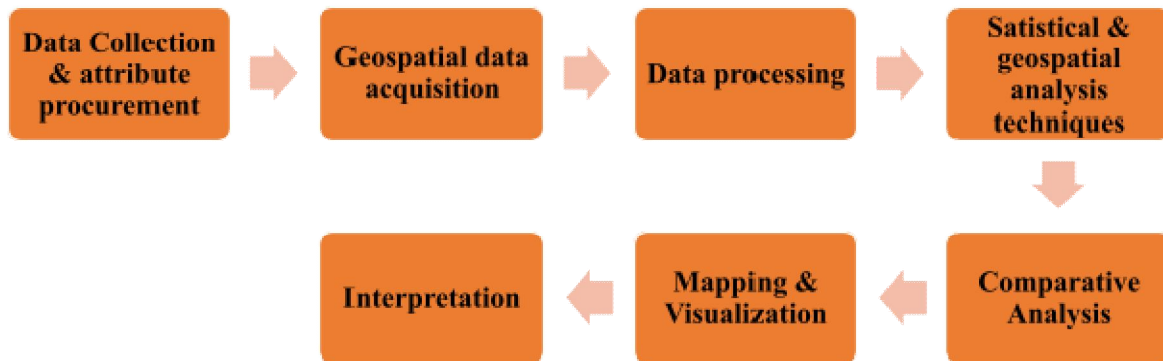 Data Collection
& attribute
procurement
Geospatial data
acquisition
Data processing
Satistical &
geospatial
analysis
techniques
Comparative
Analysis
Mapping &
Visualization
Interpretation